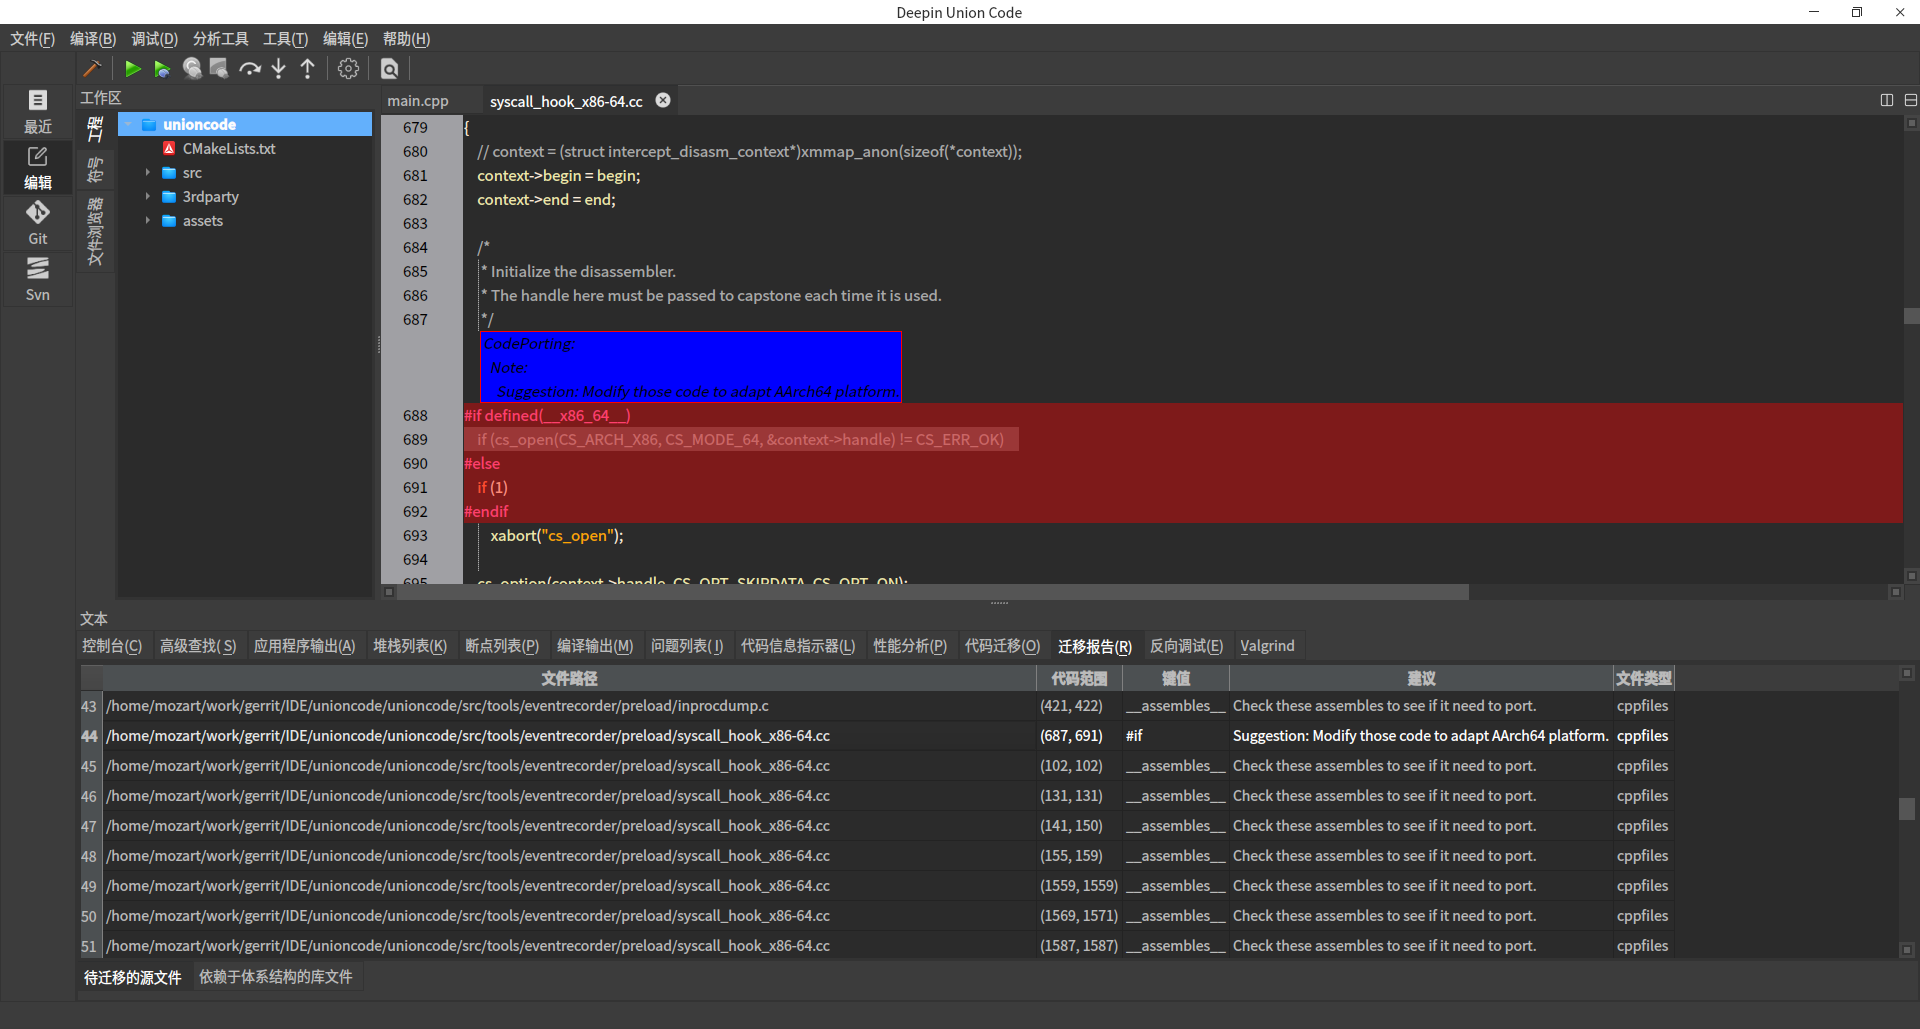 Deepin Union Code
文件(F) 编译(B) 调试(D) 分析工具 工具(T) 编辑(E) 帮助(H)
最近
编辑
Git
Svn
工作区
工程
符号
文件浏览器
unioncode
CMakeLists.txt
src
3rdparty
assets
main.cpp syscall_hook_x86-64.cc
679 {
680 // context = (struct intercept_disasm_context*)xmmap_anon(sizeof(*context));
681 context->begin = begin;
682 context->end = end;
683
684 /*
685 * Initialize the disassembler.
686 * The handle here must be passed to capstone each time it is used.
687 */
CodePorting:
Note:
Suggestion: Modify those code to adapt AArch64 platform.
688 #if defined(__x86_64__)
689 if (cs_open(CS_ARCH_X86, CS_MODE_64, &context->handle) != CS_ERR_OK)
690 #else
691 if (1)
692 #endif
693 xabort("cs_open");
694
695 cs_option(context->handle, CS_OPT_SKIPDATA, CS_OPT_ON);
文本
控制台(C) 高级查找( S) 应用程序输出(A) 堆栈列表(K) 断点列表(P) 编译输出(M) 问题列表( I) 代码信息指示器(L) 性能分析(P) 代码迁移(O) 迁移报告(R) 反向调试(E) Valgrind
文件路径 代码范围 键值 建议 文件类型
43 /home/mozart/work/gerrit/IDE/unioncode/unioncode/src/tools/eventrecorder/preload/inprocdump.c (421, 422) __assembles__ Check these assembles to see if it need to port. cppfiles
44 /home/mozart/work/gerrit/IDE/unioncode/unioncode/src/tools/eventrecorder/preload/syscall_hook_x86-64.cc (687, 691) #if Suggestion: Modify those code to adapt AArch64 platform. cppfiles
45 /home/mozart/work/gerrit/IDE/unioncode/unioncode/src/tools/eventrecorder/preload/syscall_hook_x86-64.cc (102, 102) __assembles__ Check these assembles to see if it need to port. cppfiles
46 /home/mozart/work/gerrit/IDE/unioncode/unioncode/src/tools/eventrecorder/preload/syscall_hook_x86-64.cc (131, 131) __assembles__ Check these assembles to see if it need to port. cppfiles
47 /home/mozart/work/gerrit/IDE/unioncode/unioncode/src/tools/eventrecorder/preload/syscall_hook_x86-64.cc (141, 150) __assembles__ Check these assembles to see if it need to port. cppfiles
48 /home/mozart/work/gerrit/IDE/unioncode/unioncode/src/tools/eventrecorder/preload/syscall_hook_x86-64.cc (155, 159) __assembles__ Check these assembles to see if it need to port. cppfiles
49 /home/mozart/work/gerrit/IDE/unioncode/unioncode/src/tools/eventrecorder/preload/syscall_hook_x86-64.cc (1559, 1559) __assembles__ Check these assembles to see if it need to port. cppfiles
50 /home/mozart/work/gerrit/IDE/unioncode/unioncode/src/tools/eventrecorder/preload/syscall_hook_x86-64.cc (1569, 1571) __assembles__ Check these assembles to see if it need to port. cppfiles
51 /home/mozart/work/gerrit/IDE/unioncode/unioncode/src/tools/eventrecorder/preload/syscall_hook_x86-64.cc (1587, 1587) __assembles__ Check these assembles to see if it need to port. cppfiles
待迁移的源文件 依赖于体系结构的库文件